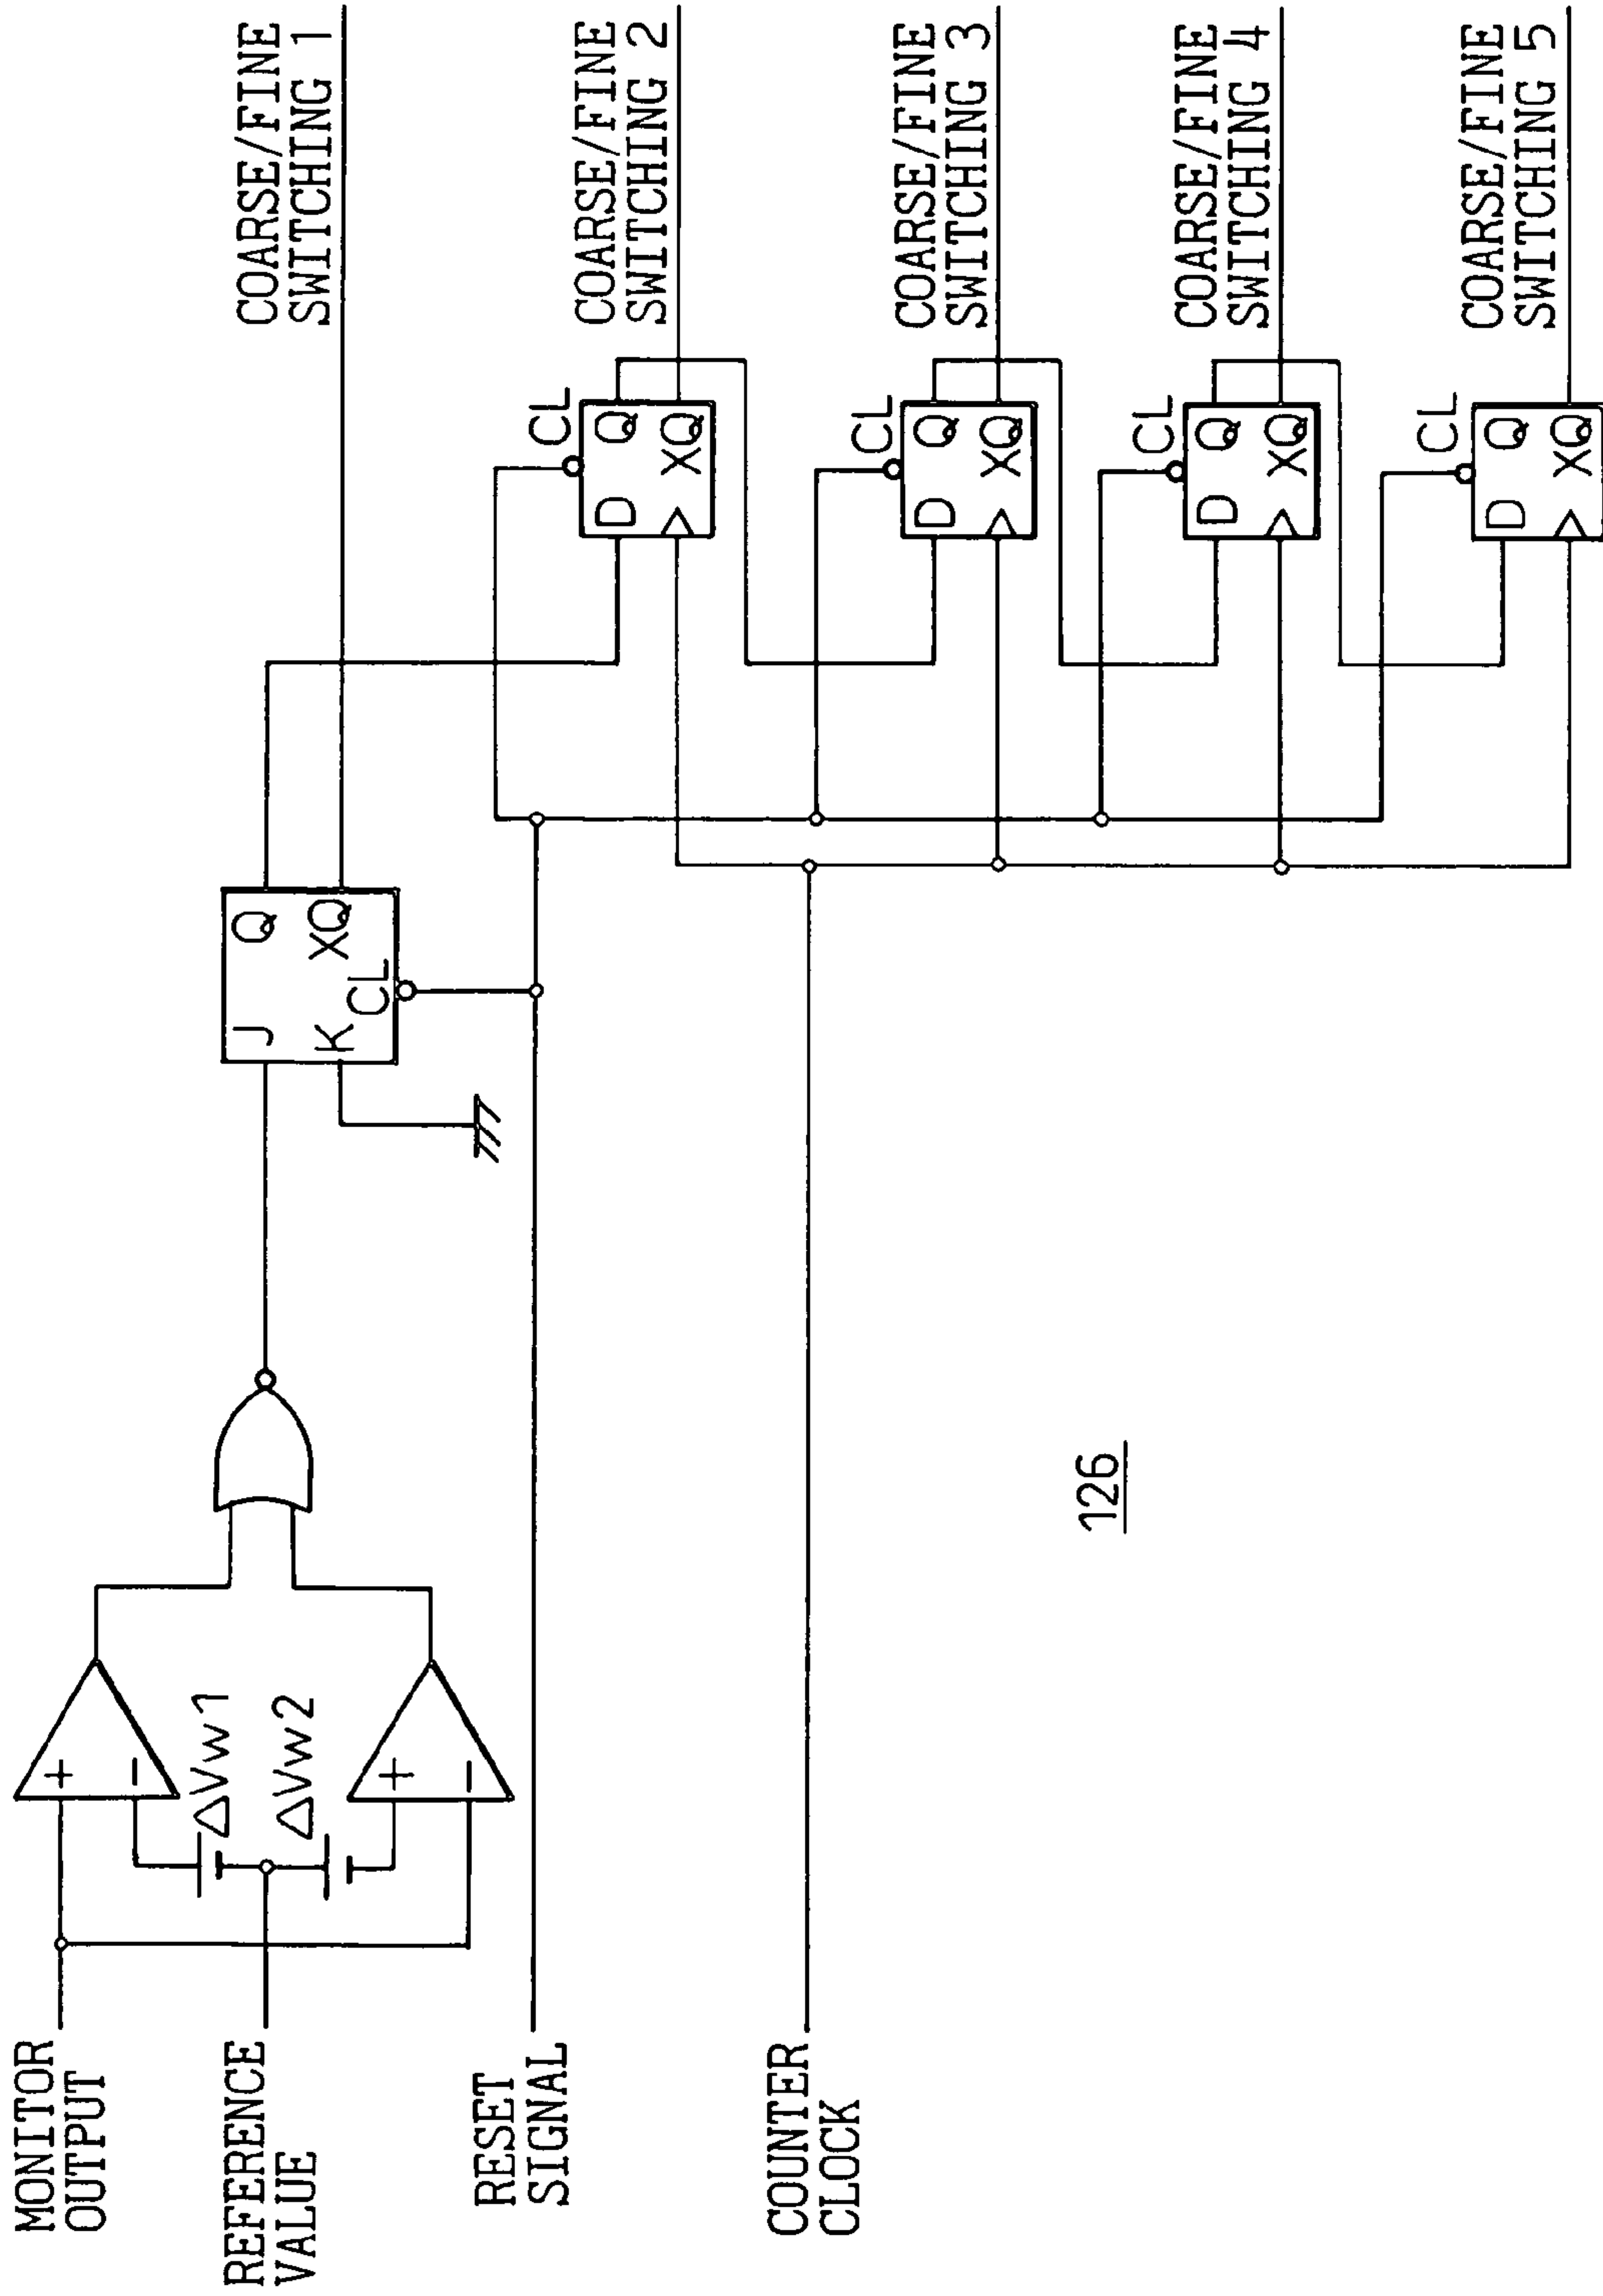 MONITOR
OUTPUT
REFERENCE
VALUE
RESET
SIGNAL
COUNTER
CLOCK
+
−
ΔVw1
ΔVw2
+
−
J
Q
K
XQ
CL
COARSE/FINE
SWITCHING 1
CL
D
Q
XQ
COARSE/FINE
SWITCHING 2
CL
D
Q
XQ
COARSE/FINE
SWITCHING 3
CL
D
Q
XQ
COARSE/FINE
SWITCHING 4
CL
D
Q
XQ
COARSE/FINE
SWITCHING 5
126